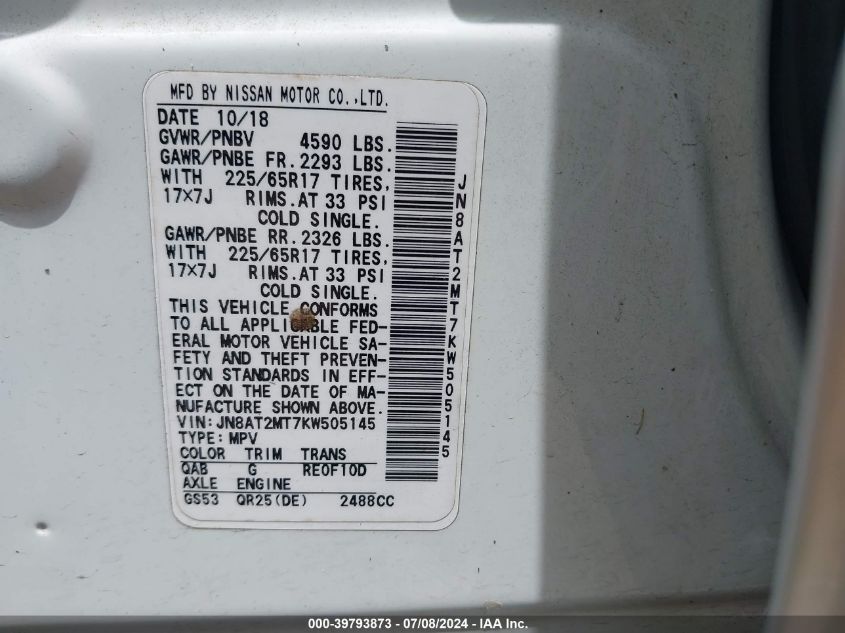 MFD BY NISSAN MOTOR CO.,LTD.
DATE 10/18
GVWR/PNBV 4590 LBS.
GAWR/PNBE FR.2293 LBS.
WITH 225/65R17 TIRES,
17×7J RIMS.AT 33 PSI
COLD SINGLE.
GAWR/PNBE RR.2326 LBS.
WITH 225/65R17 TIRES,
17×7J RIMS.AT 33 PSI
COLD SINGLE.
THIS VEHICLE CONFORMS
TO ALL APPLICABLE FED-
ERAL MOTOR VEHICLE SA-
FETY AND THEFT PREVEN-
TION STANDARDS IN EFF-
ECT ON THE DATE OF MA-
NUFACTURE SHOWN ABOVE.
VIN:JN8AT2MT7KW505145
TYPE:MPV
COLOR TRIM TRANS
QAB G RE0F10D
AXLE ENGINE
GS53 QR25(DE) 2488CC
JN8AT2MT7KW505145
000-39793873 / 07/08/2024 - IAA Inc.